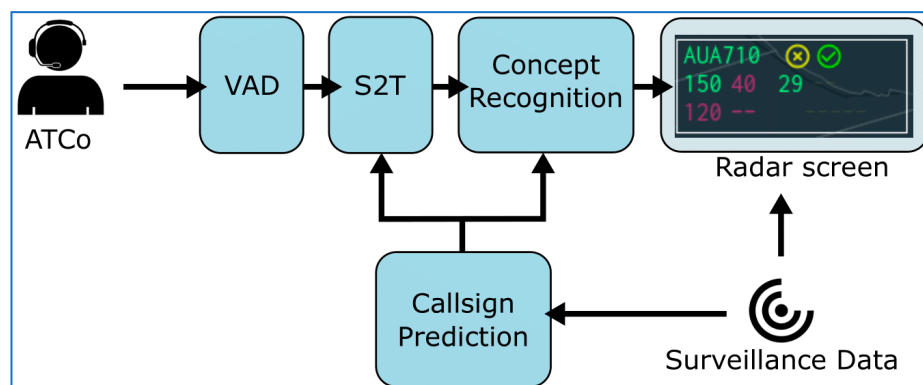 ATCo
VAD
S2T
Concept
Recognition
AUA710
150 40 29
120 --
Radar screen
Callsign
Prediction
Surveillance Data